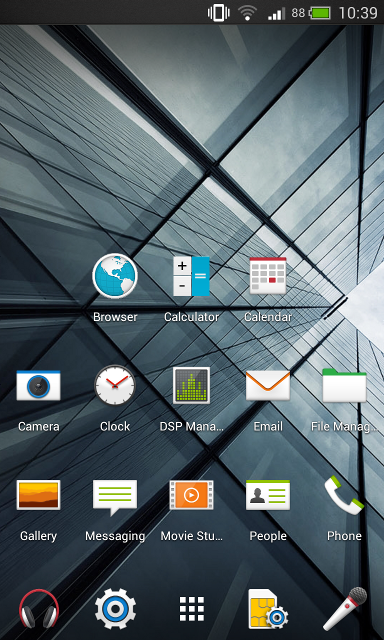 88 10:39
Browser Calculator Calendar
Camera Clock DSP Mana... Email File Manag...
Gallery Messaging Movie Stu... People Phone